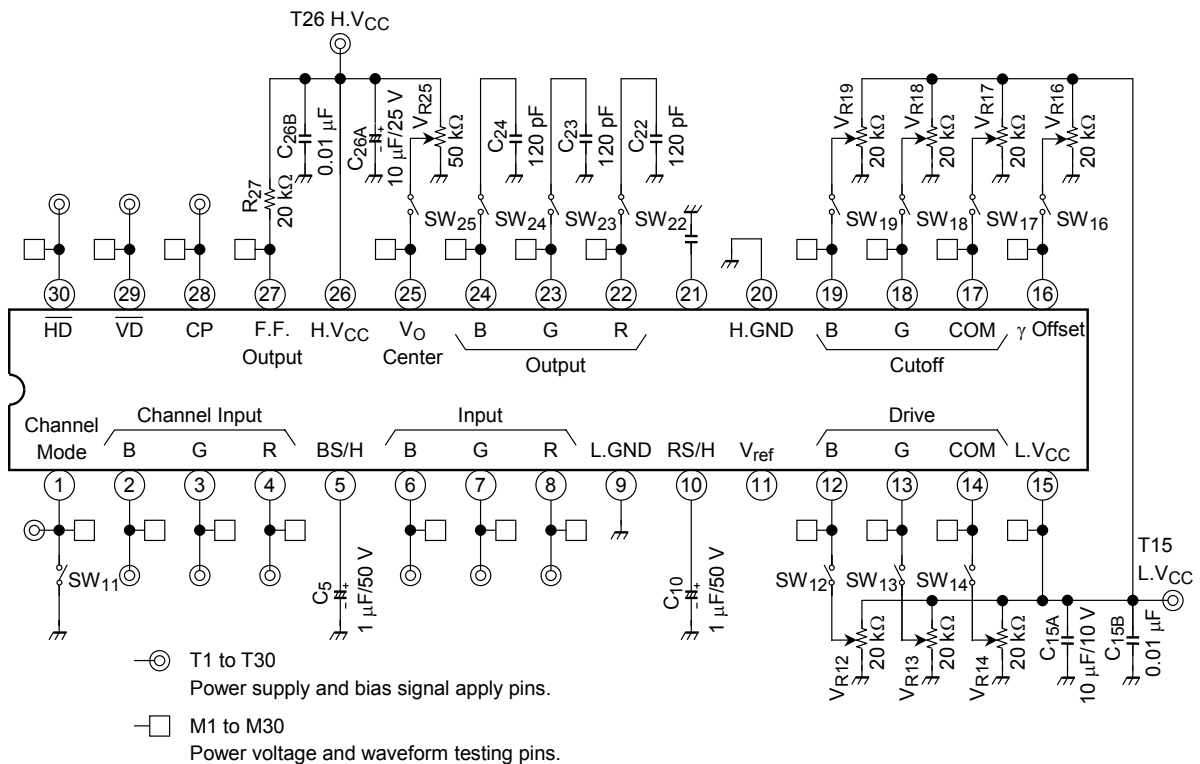 T26 H.VCC
R27
20 kΩ
C26B
0.01 μF
C26A
- +
10 μF/25 V
VR25
50 kΩ
C24
120 pF
C23
120 pF
C22
120 pF
VR19
20 kΩ
VR18
20 kΩ
VR17
20 kΩ
VR16
20 kΩ
SW25 SW24 SW23 SW22
SW19 SW18 SW17 SW16
30 29 28 27 26 25 24 23 22 21 20 19 18 17 16
HD VD CP F.F. H.VCC VO B G R H.GND B G COM γ Offset
Output Center Output Cutoff
Channel Channel Input Input Drive
Mode B G R BS/H B G R L.GND RS/H Vref B G COM L.VCC
1 2 3 4 5 6 7 8 9 10 11 12 13 14 15
T15
L.VCC
SW11
C5
- +
1 μF/50 V
C10
- +
1 μF/50 V
SW12 SW13 SW14
VR12
20 kΩ
VR13
20 kΩ
VR14
20 kΩ
C15A
10 μF/10 V
C15B
0.01 μF
T1 to T30
Power supply and bias signal apply pins.
M1 to M30
Power voltage and waveform testing pins.